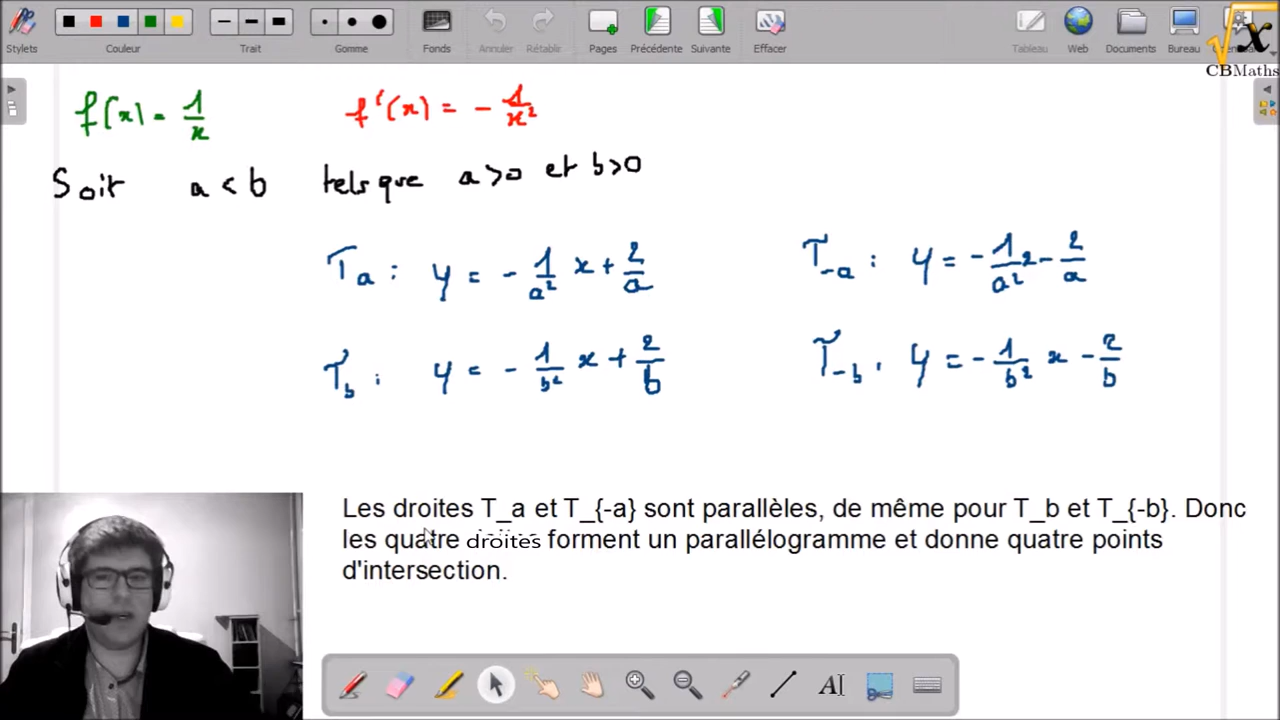 Stylets Couleur Trait Gomme Fonds Annuler Rétablir Pages Précédente Suivante Effacer Tableau Web Documents Bureau
√x
CBMaths
f(x) = 1/x f'(x) = - 1/x²
Soit a < b tels que a > 0 et b > 0
T_a : y = - 1/a² x + 2/a T_-a : y = - 1/a² x - 2/a
T_b : y = - 1/b² x + 2/b T_-b : y = - 1/b² x - 2/b
Les droites T_a et T_{-a} sont parallèles, de même pour T_b et T_{-b}. Donc
les quatre droites forment un parallélogramme et donne quatre points
d'intersection.
AI